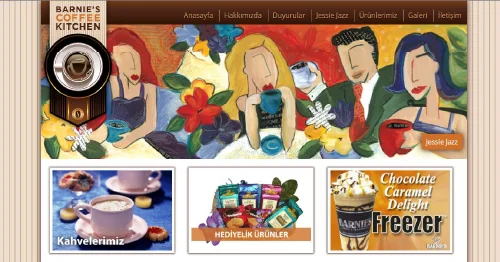 BARNIE'S
COFFEE
KITCHEN
Anasayfa | Hakkımızda | Duyurular | Jessie Jazz | Ürünlerimiz | Galeri | İletişim
Jessie Jazz
Kahvelerimiz
HEDİYELİK ÜRÜNLER
Chocolate
Caramel
Delight
Freezer
BARNIE'S
BARNIE'S